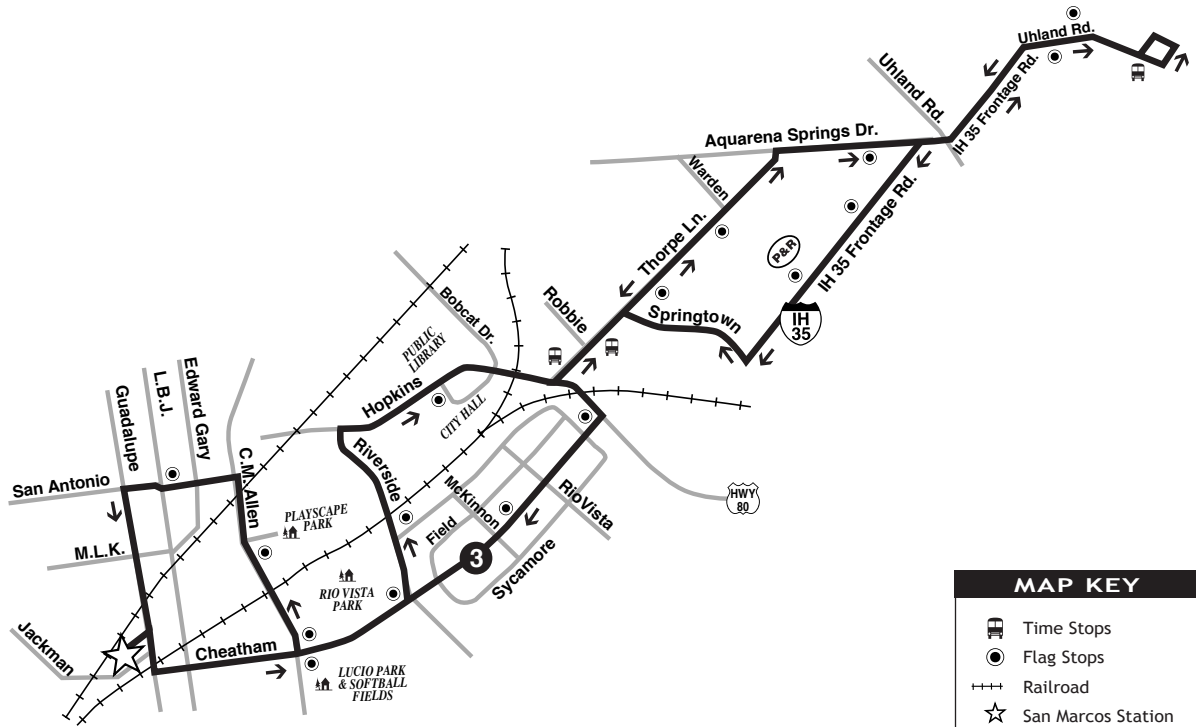 Uhland Rd.
Uhland Rd.
IH 35 Frontage Rd.
Aquarena Springs Dr.
Warden
Thorpe Ln.
P&R
IH 35 Frontage Rd.
Robbie
Springtown
IH
35
Bobcat Dr.
PUBLIC
LIBRARY
Hopkins
CITY HALL
Guadalupe
L.B.J.
Edward Gary
C.M. Allen
San Antonio
Riverside
McKinnon
RioVista
HWY
80
PLAYSCAPE
PARK
Field
M.L.K.
3
Sycamore
RIO VISTA
PARK
Jackman
Cheatham
LUCIO PARK
& SOFTBALL
FIELDS
MAP KEY
Time Stops
Flag Stops
Railroad
San Marcos Station